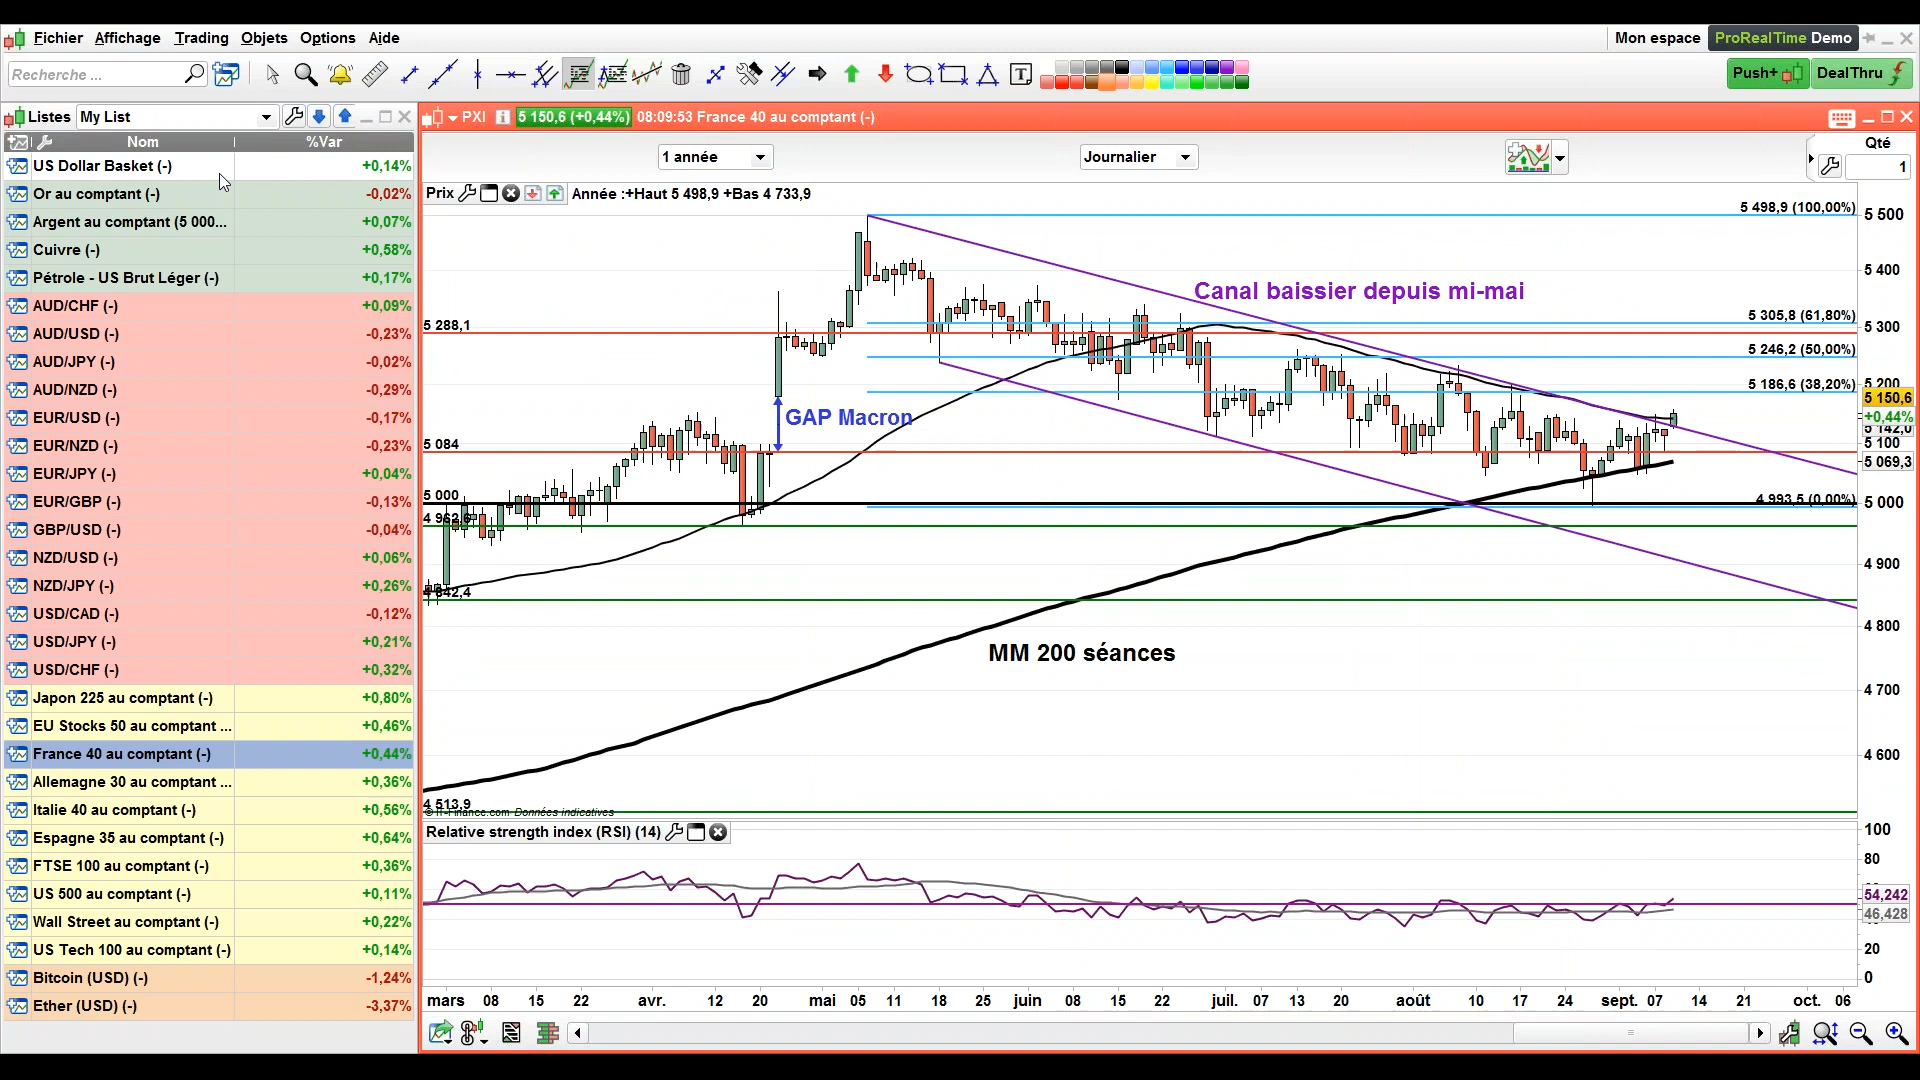 Fichier Affichage Trading Objets Options Aide
Mon espace ProRealTime Demo
Recherche ...
T
Push+ DealThru
Listes My List
PXI 5 150,6 (+0,44%) 08:09:53 France 40 au comptant (-)
Nom %Var
1 année
Journalier
Qté
1
US Dollar Basket (-) +0,14%
Or au comptant (-) -0,02%
Argent au comptant (5 000... +0,07%
Cuivre (-) +0,58%
Pétrole - US Brut Léger (-) +0,17%
AUD/CHF (-) +0,09%
AUD/USD (-) -0,23%
AUD/JPY (-) -0,02%
AUD/NZD (-) -0,29%
EUR/USD (-) -0,17%
EUR/NZD (-) -0,23%
EUR/JPY (-) +0,04%
EUR/GBP (-) -0,13%
GBP/USD (-) -0,04%
NZD/USD (-) +0,06%
NZD/JPY (-) +0,26%
USD/CAD (-) -0,12%
USD/JPY (-) +0,21%
USD/CHF (-) +0,32%
Japon 225 au comptant (-) +0,80%
EU Stocks 50 au comptant ... +0,46%
France 40 au comptant (-) +0,44%
Allemagne 30 au comptant ... +0,36%
Italie 40 au comptant (-) +0,56%
Espagne 35 au comptant (-) +0,64%
FTSE 100 au comptant (-) +0,36%
US 500 au comptant (-) +0,11%
Wall Street au comptant (-) +0,22%
US Tech 100 au comptant (-) +0,14%
Bitcoin (USD) (-) -1,24%
Ether (USD) (-) -3,37%
Prix Année :+Haut 5 498,9 +Bas 4 733,9
5 498,9 (100,00%)
5 500
5 400
Canal baissier depuis mi-mai
5 305,8 (61,80%)
5 288,1
5 300
5 246,2 (50,00%)
5 186,6 (38,20%)
5 200
5 150,6
+0,44%
5 142,0
GAP Macron
5 084
5 100
5 069,3
5 000
4 993,5 (0,00%)
5 000
4 962,6
4 900
4 842,4
4 800
MM 200 séances
4 700
4 600
4 513,9
© IT-Finance.com Données indicatives
Relative strength index (RSI) (14)
100
80
54,242
46,428
20
0
mars 08 15 22 avr. 12 20 mai 05 11 18 25 juin 08 15 22 juil. 07 13 20 août 10 17 24 sept. 07 14 21 oct. 06